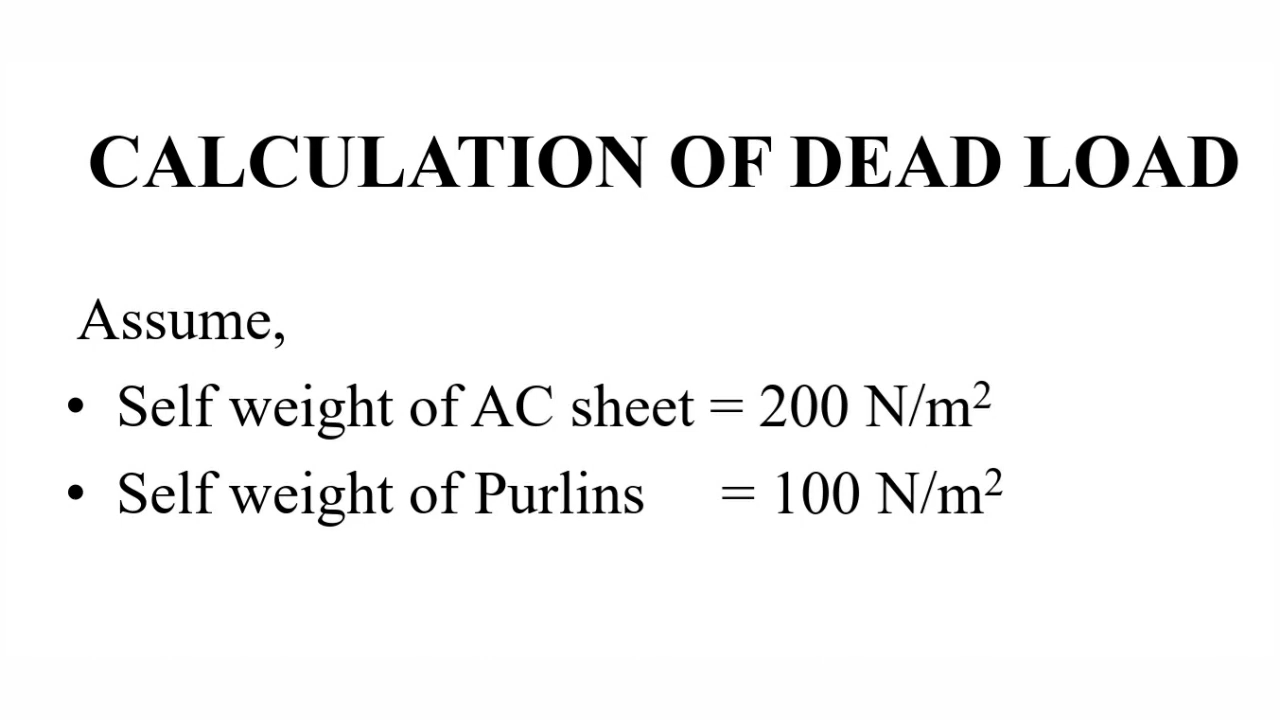 CALCULATION OF DEAD LOAD
Assume,
• Self weight of AC sheet = 200 N/m²
• Self weight of Purlins = 100 N/m²